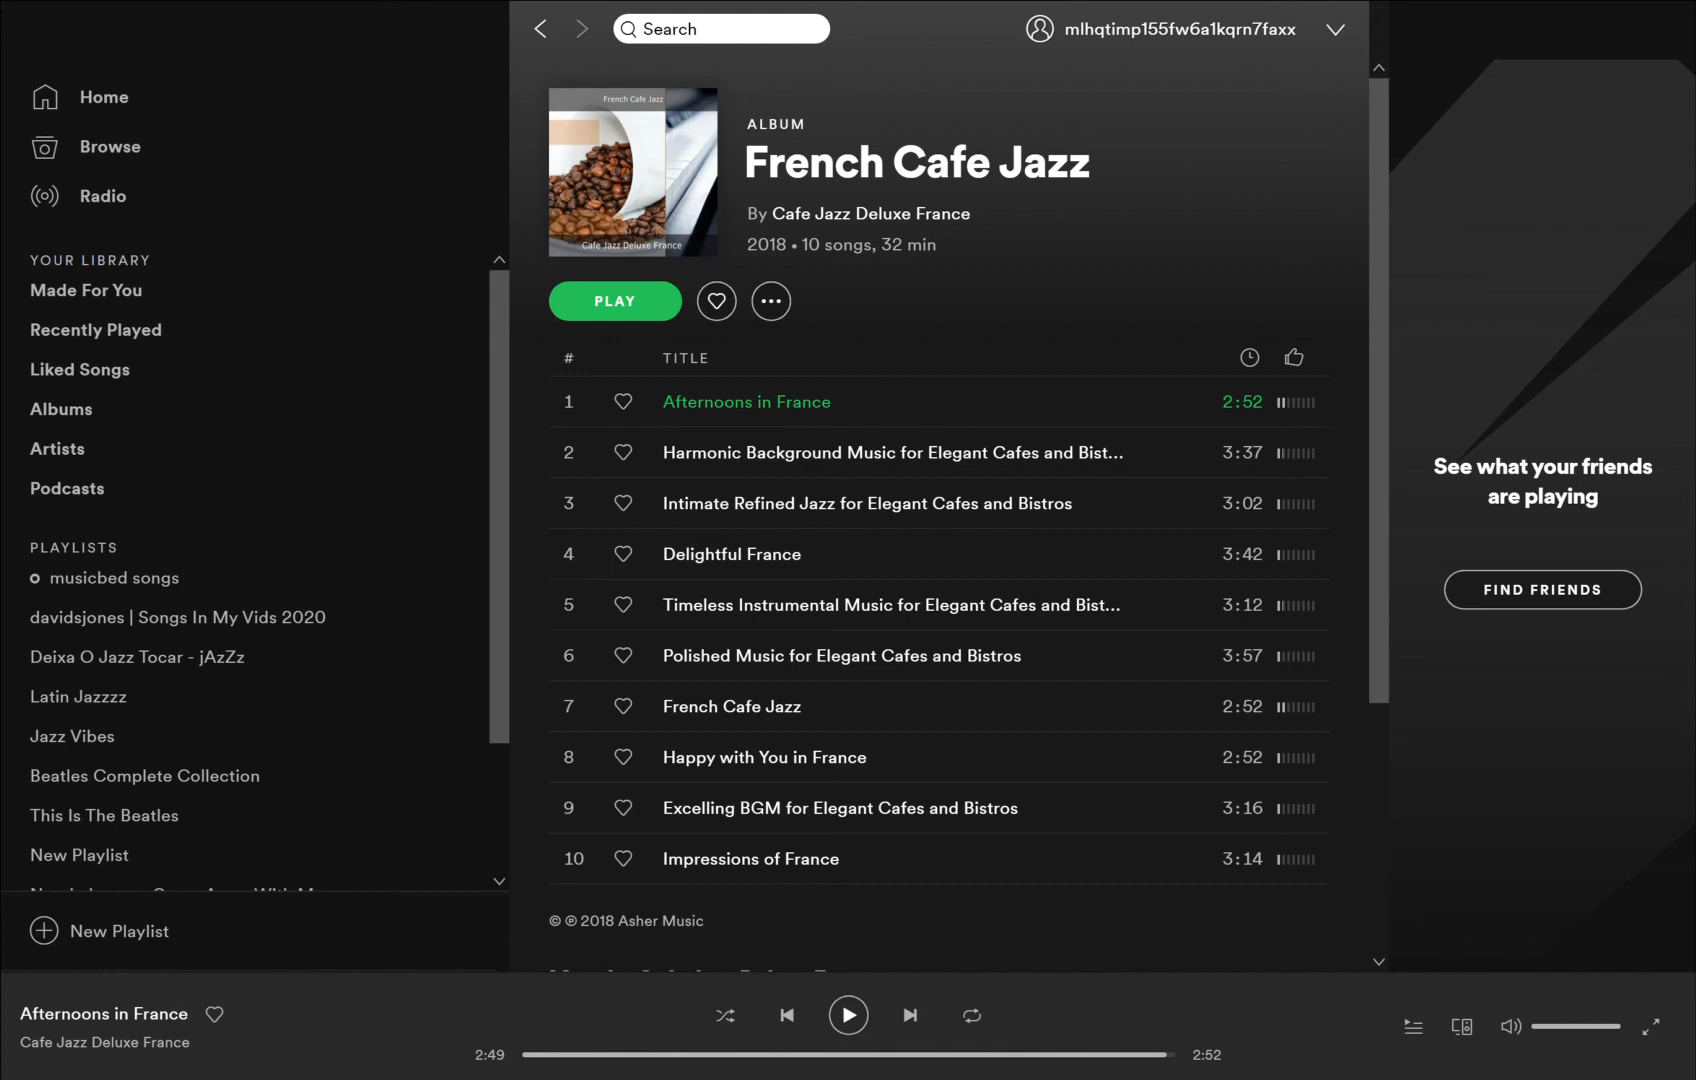 Search
mlhqtimp155fw6a1kqrn7faxx
Home
Browse
Radio
YOUR LIBRARY
Made For You
Recently Played
Liked Songs
Albums
Artists
Podcasts
PLAYLISTS
musicbed songs
davidsjones | Songs In My Vids 2020
Deixa O Jazz Tocar - jAzZz
Latin Jazzzz
Jazz Vibes
Beatles Complete Collection
This Is The Beatles
New Playlist
New Playlist
French Cafe Jazz
Cafe Jazz Deluxe France
ALBUM
French Cafe Jazz
By Cafe Jazz Deluxe France
2018 • 10 songs, 32 min
PLAY
# TITLE
1 Afternoons in France 2:52
2 Harmonic Background Music for Elegant Cafes and Bist... 3:37
3 Intimate Refined Jazz for Elegant Cafes and Bistros 3:02
4 Delightful France 3:42
5 Timeless Instrumental Music for Elegant Cafes and Bist... 3:12
6 Polished Music for Elegant Cafes and Bistros 3:57
7 French Cafe Jazz 2:52
8 Happy with You in France 2:52
9 Excelling BGM for Elegant Cafes and Bistros 3:16
10 Impressions of France 3:14
© ℗ 2018 Asher Music
See what your friends
are playing
FIND FRIENDS
Afternoons in France
Cafe Jazz Deluxe France
2:49
2:52